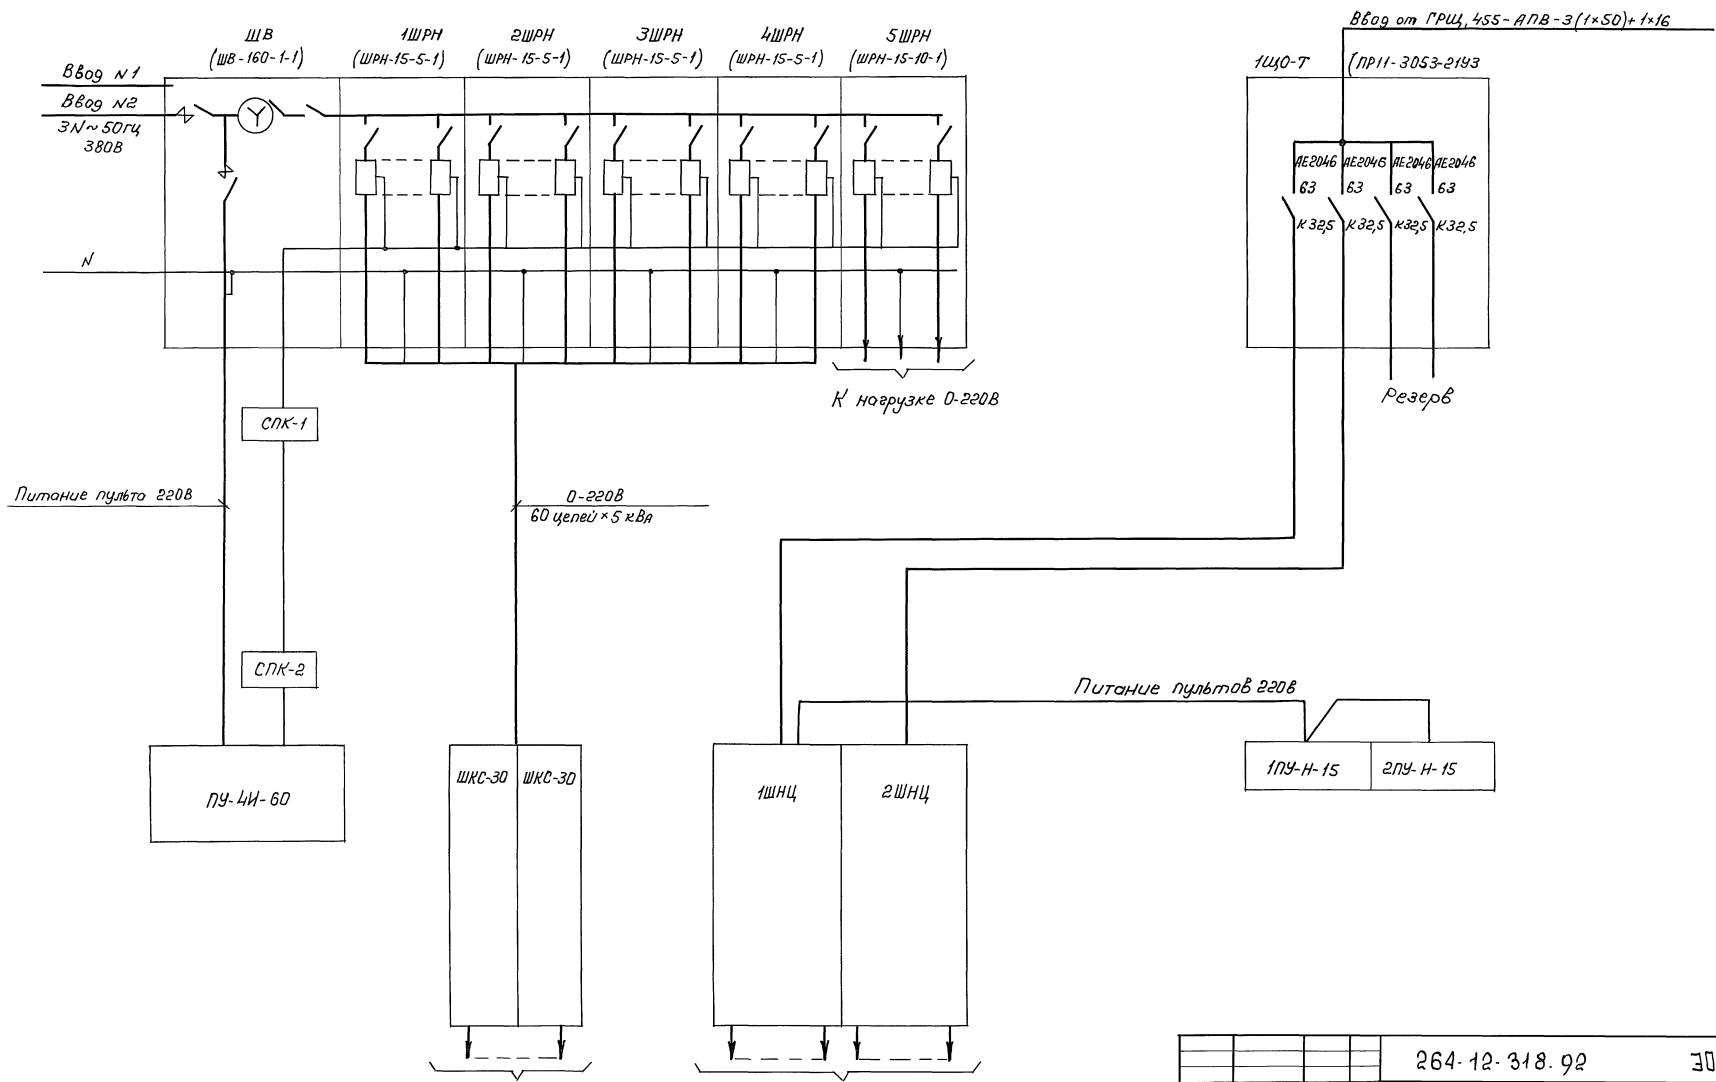 ШВ
(ШВ-160-1-1)
1ШРН
(ШРН-15-5-1)
2ШРН
(ШРН-15-5-1)
3ШРН
(ШРН-15-5-1)
4ШРН
(ШРН-15-5-1)
5ШРН
(ШРН-15-10-1)
Ввод от ГРЩ, 455-АПВ-3(1×50)+1×16
1ЩО-Т
(ПР11-3053-21У3
Ввод N1
Ввод N2
3N~50гц
380В
Y
АЕ2046 АЕ2046 АЕ2046 АЕ2046
63 63 63 63
К32,5 К32,5 К32,5 К32,5
N
К нагрузке 0-220В
Резерв
СПК-1
Питание пульта 220В
0-220В
60 цепей × 5 кВА
СПК-2
Питание пультов 220В
ПУ-4И-60
ШКС-30 ШКС-30
1ШНЦ 2ШНЦ
1ПУ-Н-15 2ПУ-Н-15
264-12-318.92 ЭО